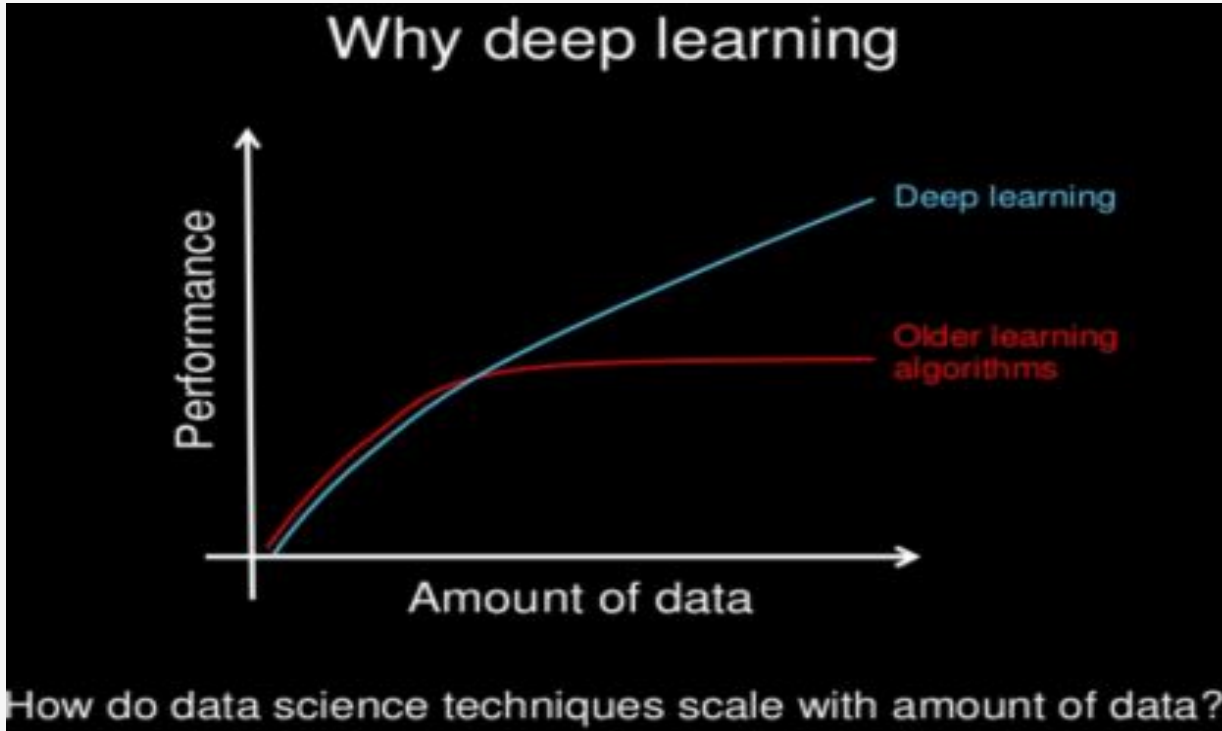 Why deep learning
Performance
Deep learning
Older learning
algorithms
Amount of data
How do data science techniques scale with amount of data?